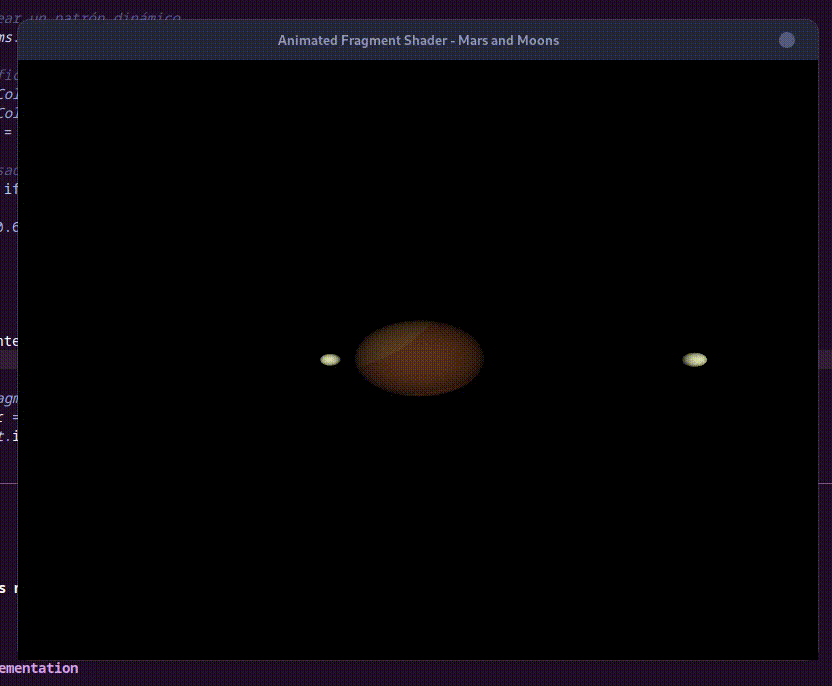 ear un patrón dinámico
ms.
Animated Fragment Shader - Mars and Moons
fic
Col
Col
=
sac
if
0.6
nte
agm
r =
t.i
s r
ementation